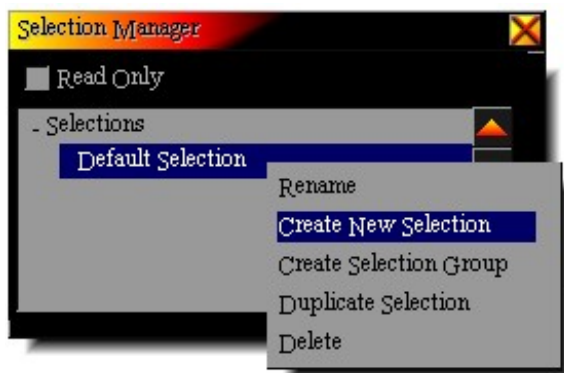 Selection Manager
Read Only
- Selections
Default Selection
Rename
Create New Selection
Create Selection Group
Duplicate Selection
Delete